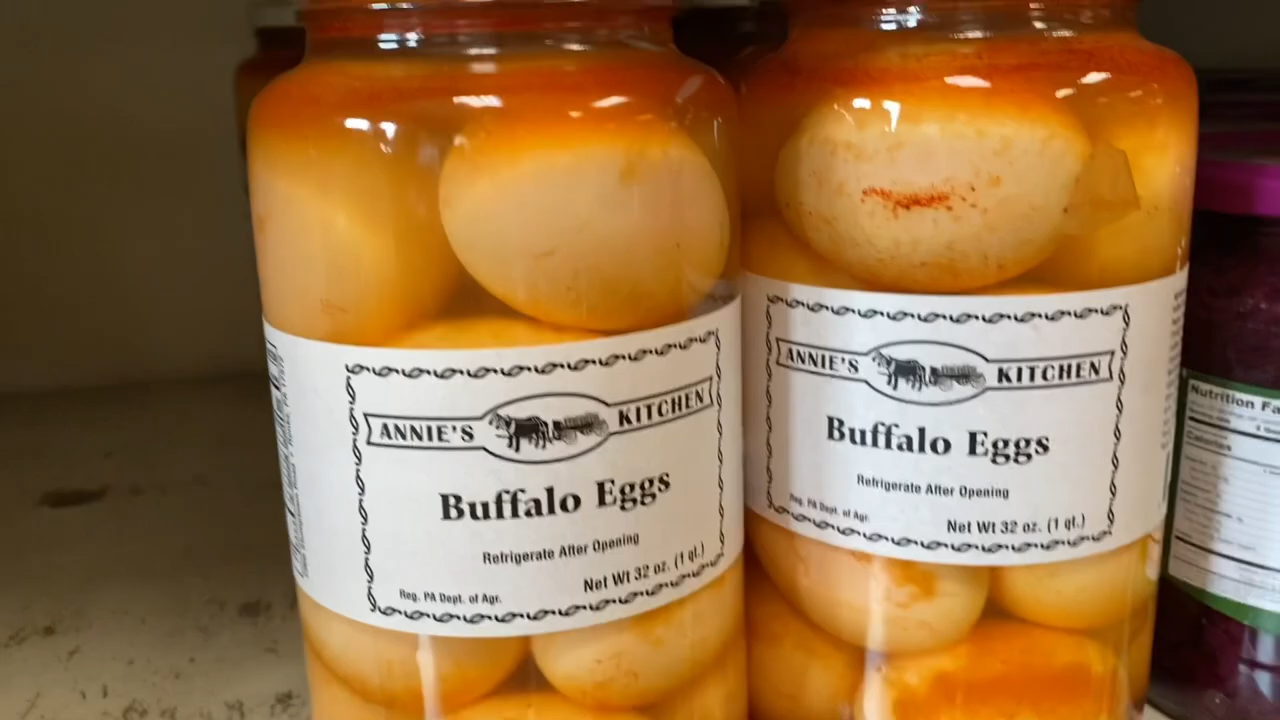 ANNIE'S KITCHEN
Buffalo Eggs
Refrigerate After Opening
Reg. PA Dept. of Agr.
Net Wt 32 oz. (1 qt.)
ANNIE'S KITCHEN
Buffalo Eggs
Refrigerate After Opening
Reg. PA Dept. of Agr.
Net Wt 32 oz. (1 qt.)
Nutrition Fa
Calories